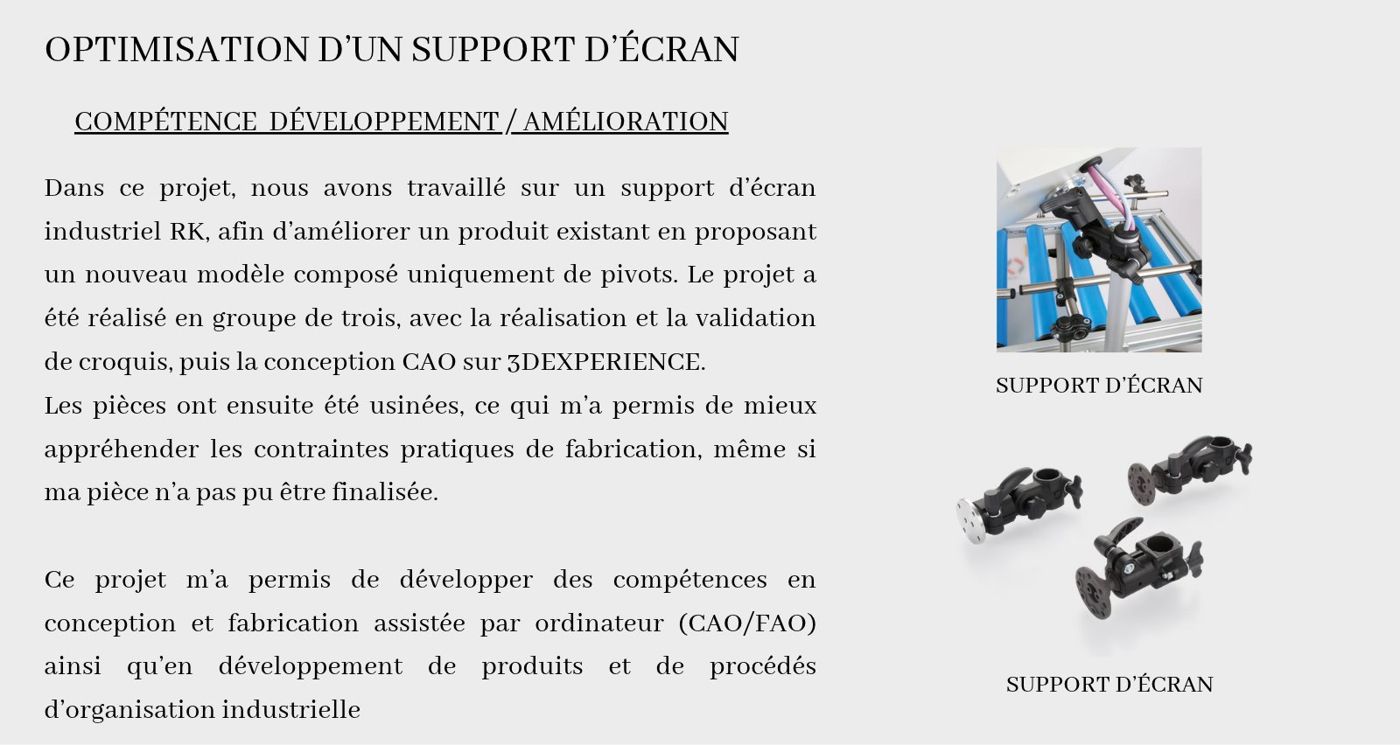 OPTIMISATION D’UN SUPPORT D’ÉCRAN
COMPÉTENCE DÉVELOPPEMENT / AMÉLIORATION
Dans ce projet, nous avons travaillé sur un support d’écran
industriel RK, afin d’améliorer un produit existant en proposant
un nouveau modèle composé uniquement de pivots. Le projet a
été réalisé en groupe de trois, avec la réalisation et la validation
de croquis, puis la conception CAO sur 3DEXPERIENCE.
Les pièces ont ensuite été usinées, ce qui m’a permis de mieux
appréhender les contraintes pratiques de fabrication, même si
ma pièce n’a pas pu être finalisée.
Ce projet m’a permis de développer des compétences en
conception et fabrication assistée par ordinateur (CAO/FAO)
ainsi qu’en développement de produits et de procédés
d’organisation industrielle
SUPPORT D’ÉCRAN
SUPPORT D’ÉCRAN